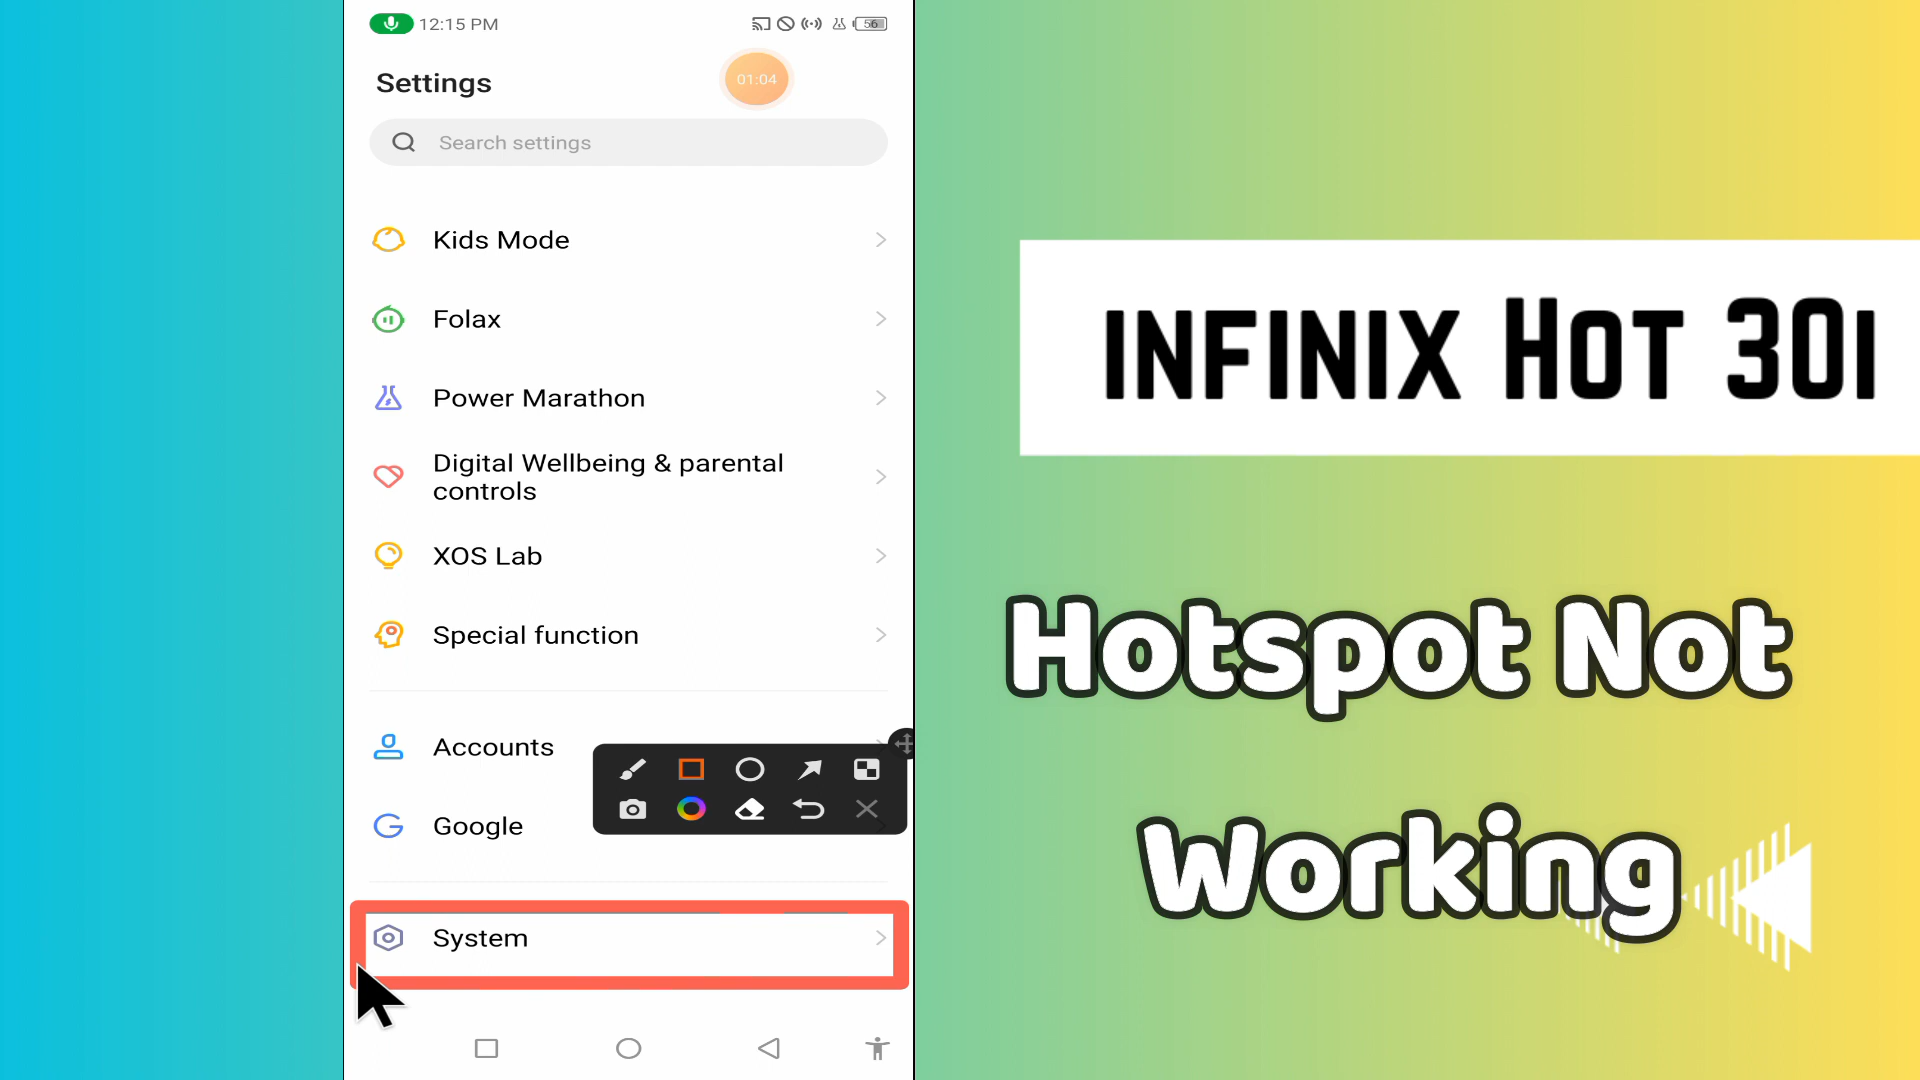 12:15 PM
56
Settings
01:04
Search settings
Kids Mode
Folax
Power Marathon
Digital Wellbeing & parental
controls
XOS Lab
Special function
Accounts
Google
System
INFINIX HOT 30i
Hotspot Not
Working